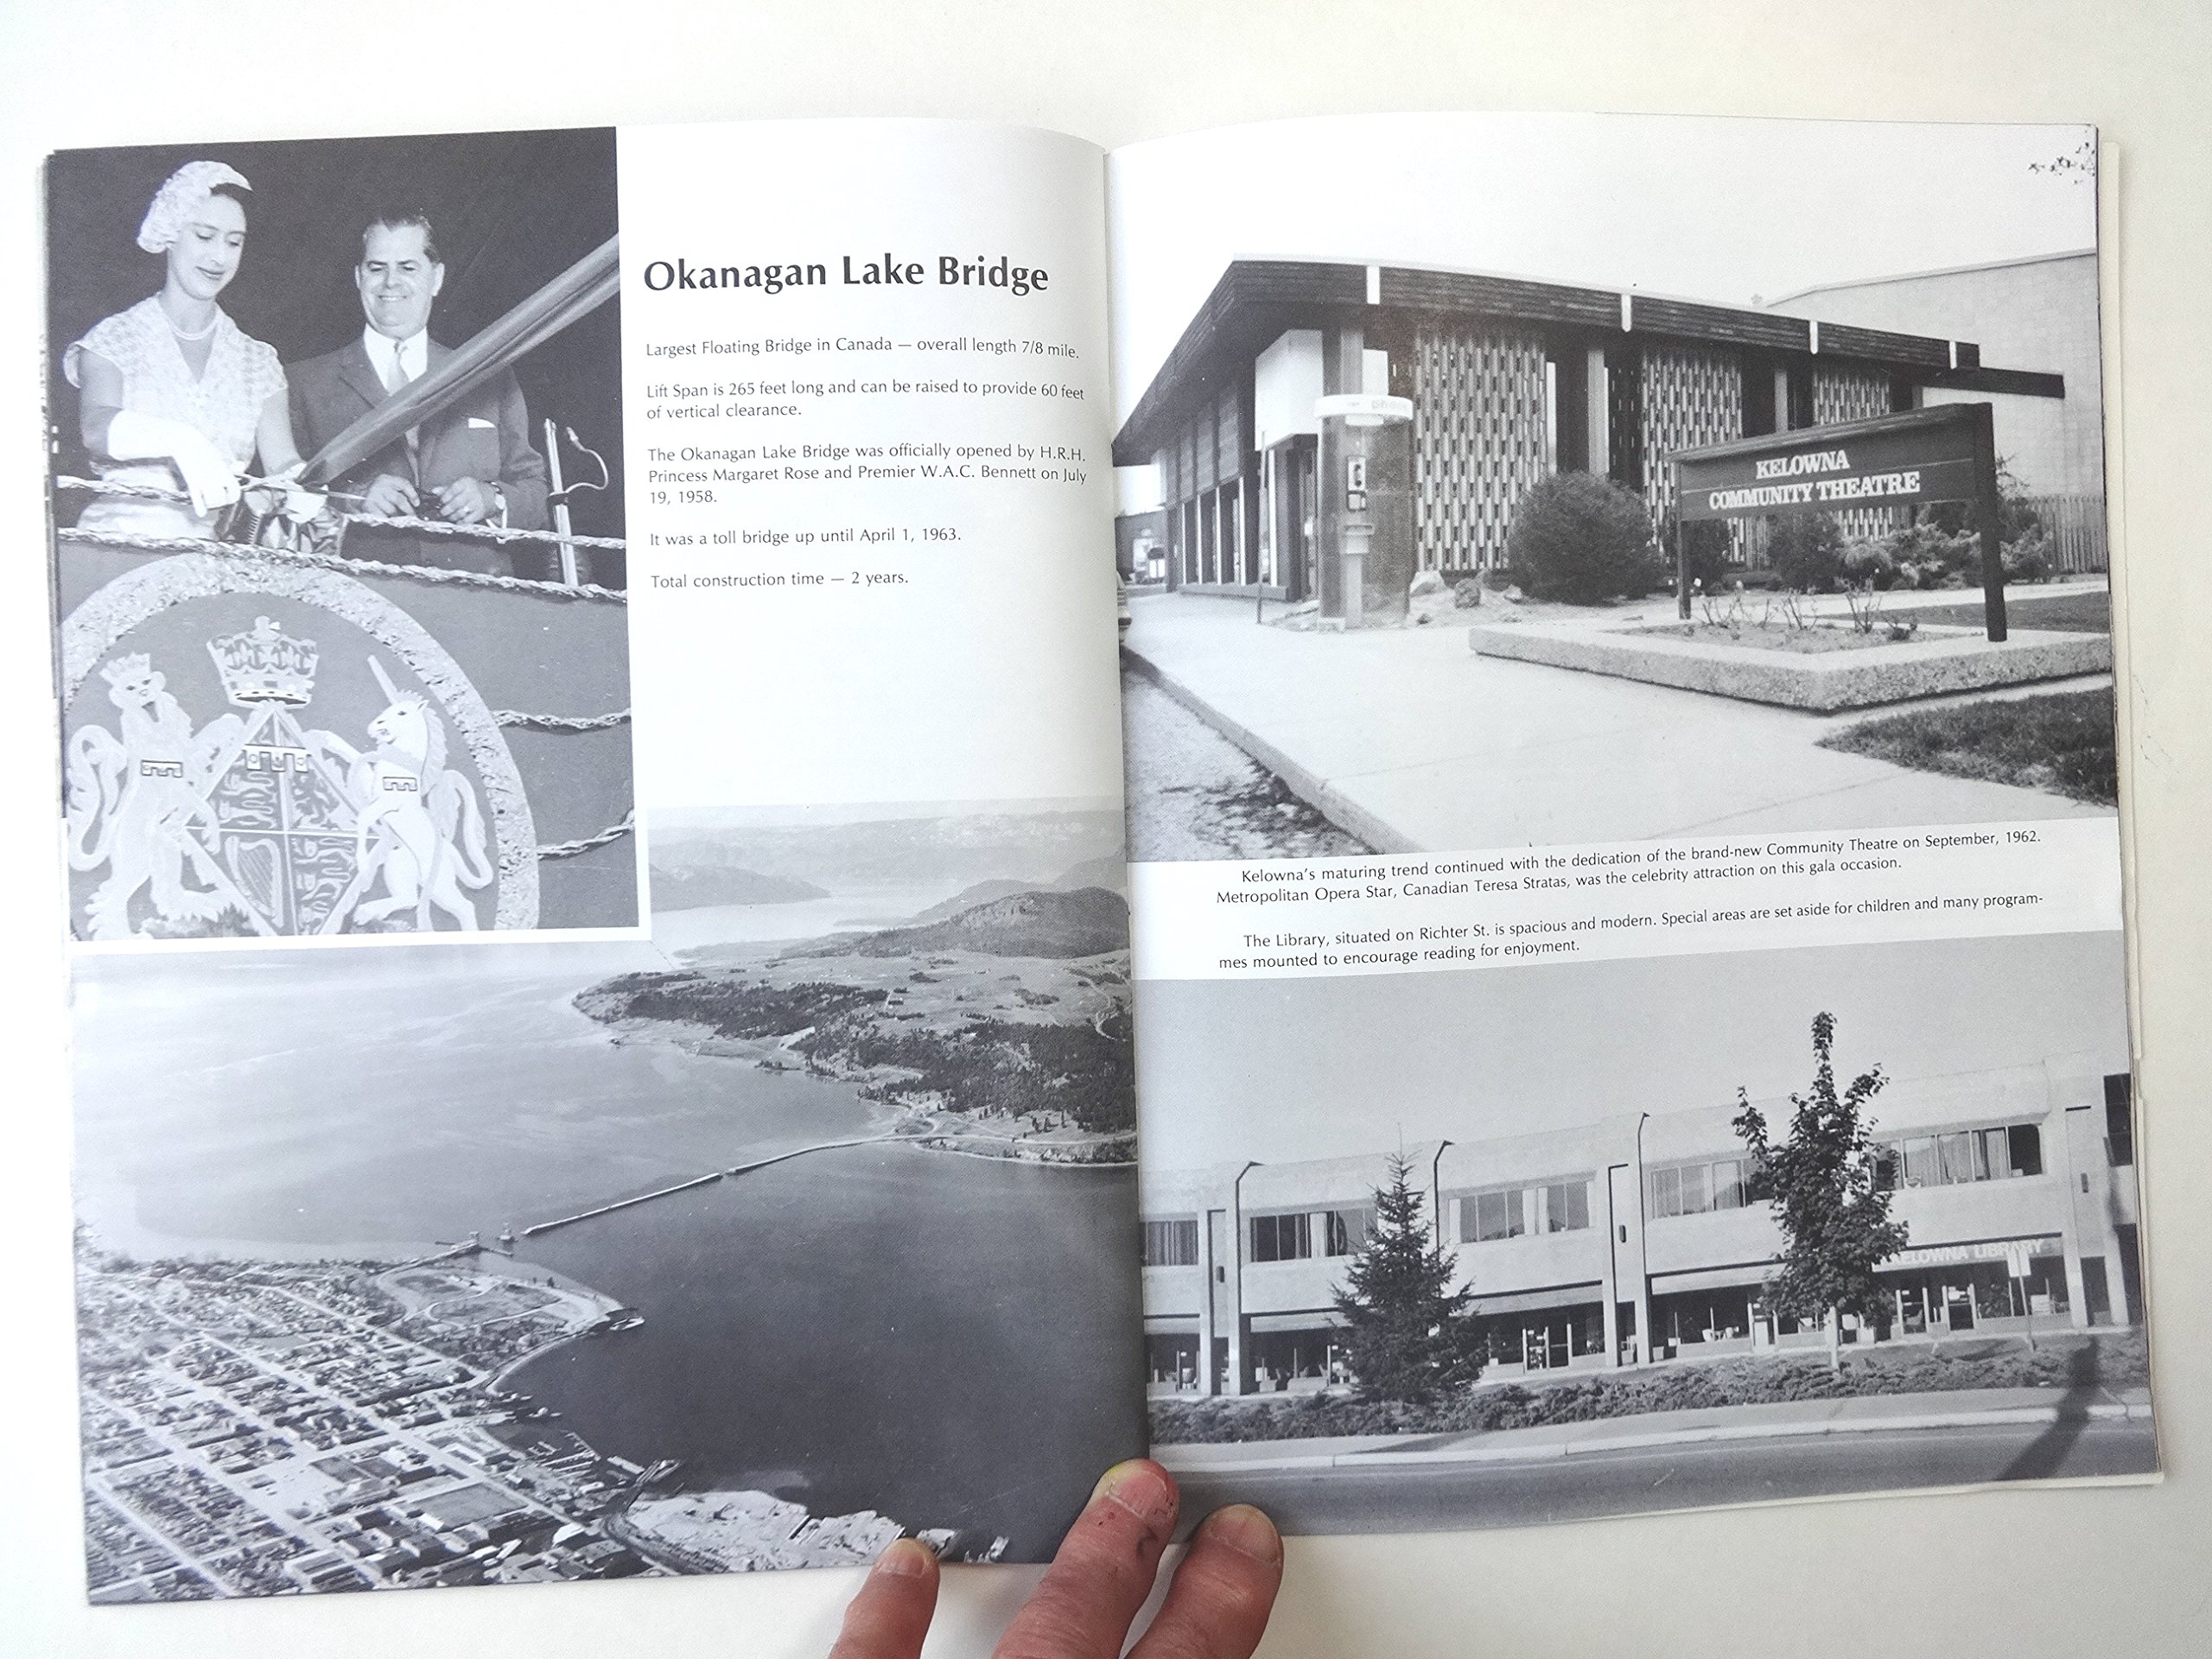 Okanagan Lake Bridge
Largest Floating Bridge in Canada — overall length 7/8 mile.
Lift Span is 265 feet long and can be raised to provide 60 feet
of vertical clearance.
The Okanagan Lake Bridge was officially opened by H.R.H.
Princess Margaret Rose and Premier W.A.C. Bennett on July
19, 1958.
It was a toll bridge up until April 1, 1963.
Total construction time — 2 years.
phone
KELOWNA
COMMUNITY THEATRE
Kelowna's maturing trend continued with the dedication of the brand-new Community Theatre on September, 1962.
Metropolitan Opera Star, Canadian Teresa Stratas, was the celebrity attraction on this gala occasion.
The Library, situated on Richter St. is spacious and modern. Special areas are set aside for children and many program-
mes mounted to encourage reading for enjoyment.
KELOWNA LIBRARY